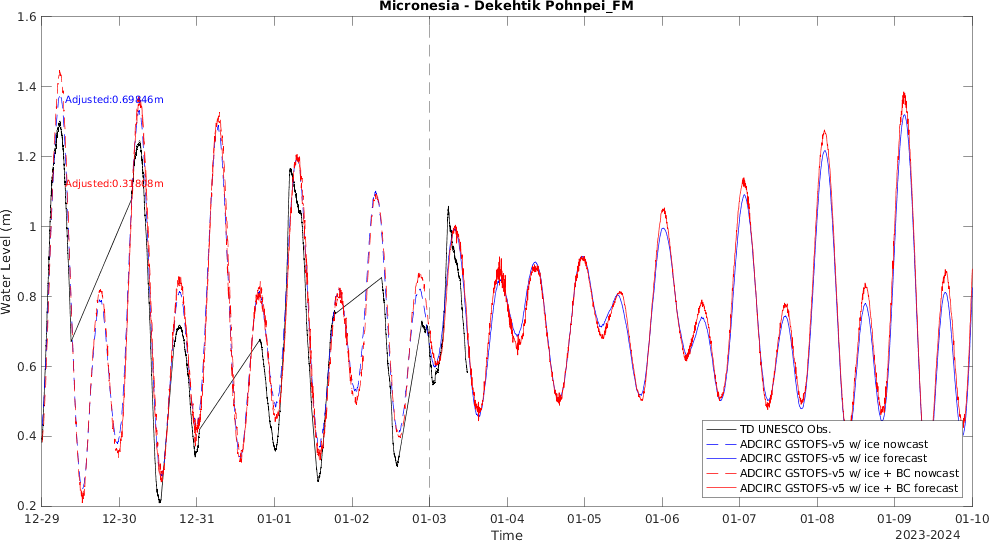 Micronesia - Dekehtik Pohnpei_FM
Water Level (m)
1.6
1.4
1.2
1
0.8
0.6
0.4
0.2
Adjusted:0.69846m
Adjusted:0.31808m
TD UNESCO Obs.
ADCIRC GSTOFS-v5 w/ ice nowcast
ADCIRC GSTOFS-v5 w/ ice forecast
ADCIRC GSTOFS-v5 w/ ice + BC nowcast
ADCIRC GSTOFS-v5 w/ ice + BC forecast
12-29 12-30 12-31 01-01 01-02 01-03 01-04 01-05 01-06 01-07 01-08 01-09 01-10
Time
2023-2024